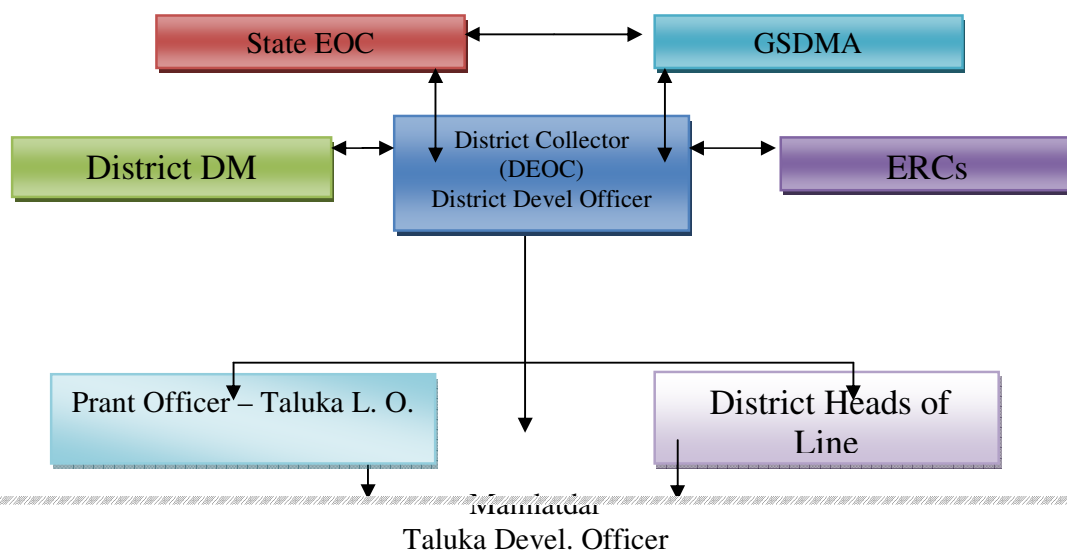 State EOC
GSDMA
District DM
District Collector
(DEOC)
District Devel Officer
ERCs
Prant Officer – Taluka L. O.
District Heads of
Line
Taluka Devel. Officer